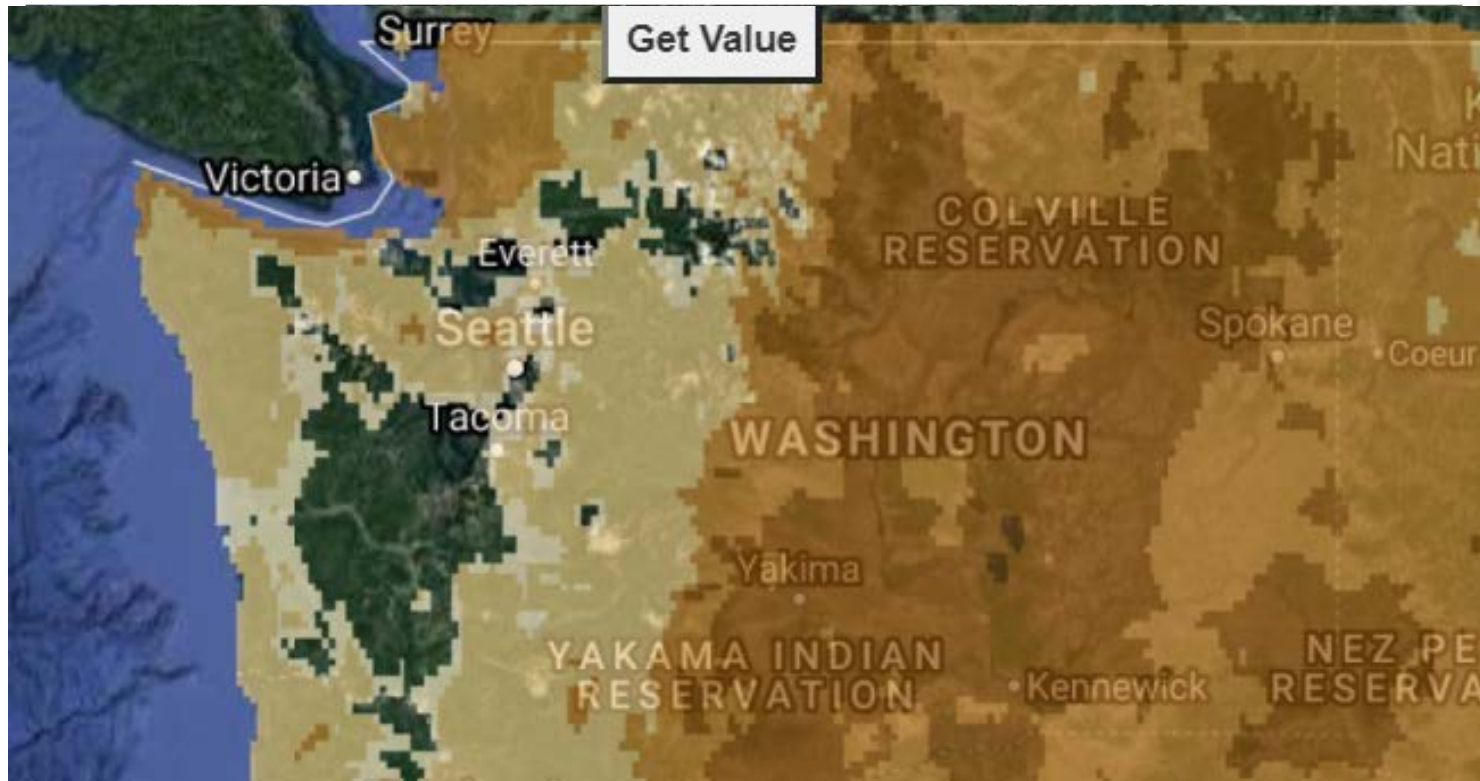 Surrey
Get Value
K
Nati
Victoria
COLVILLE
RESERVATION
Everett
Seattle
Spokane
Coeur
Tacoma
WASHINGTON
Yakima
YAKAMA INDIAN
RESERVATION
NEZ PE
RESERVA
Kennewick